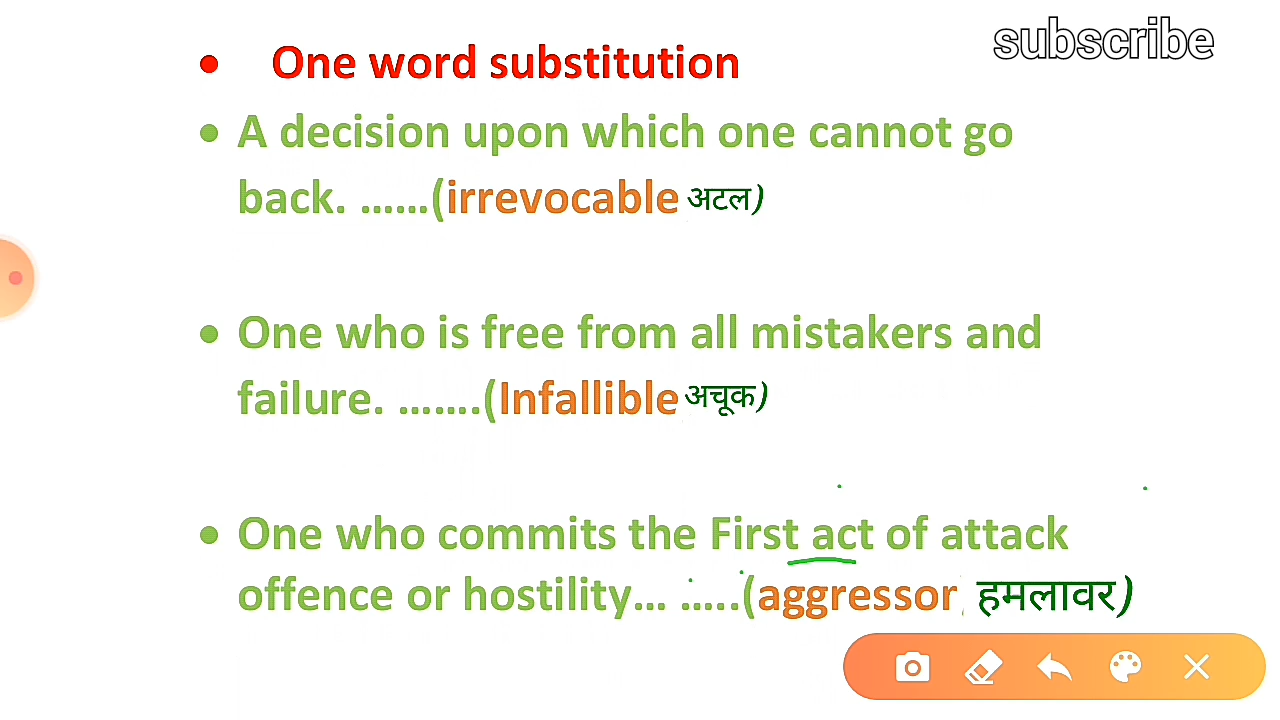 subscribe
• One word substitution
• A decision upon which one cannot go
back. ……(irrevocable अटल)
• One who is free from all mistakers and
failure. …….(Infallible अचूक)
• One who commits the First act of attack
offence or hostility… …..(aggressor, हमलावर)